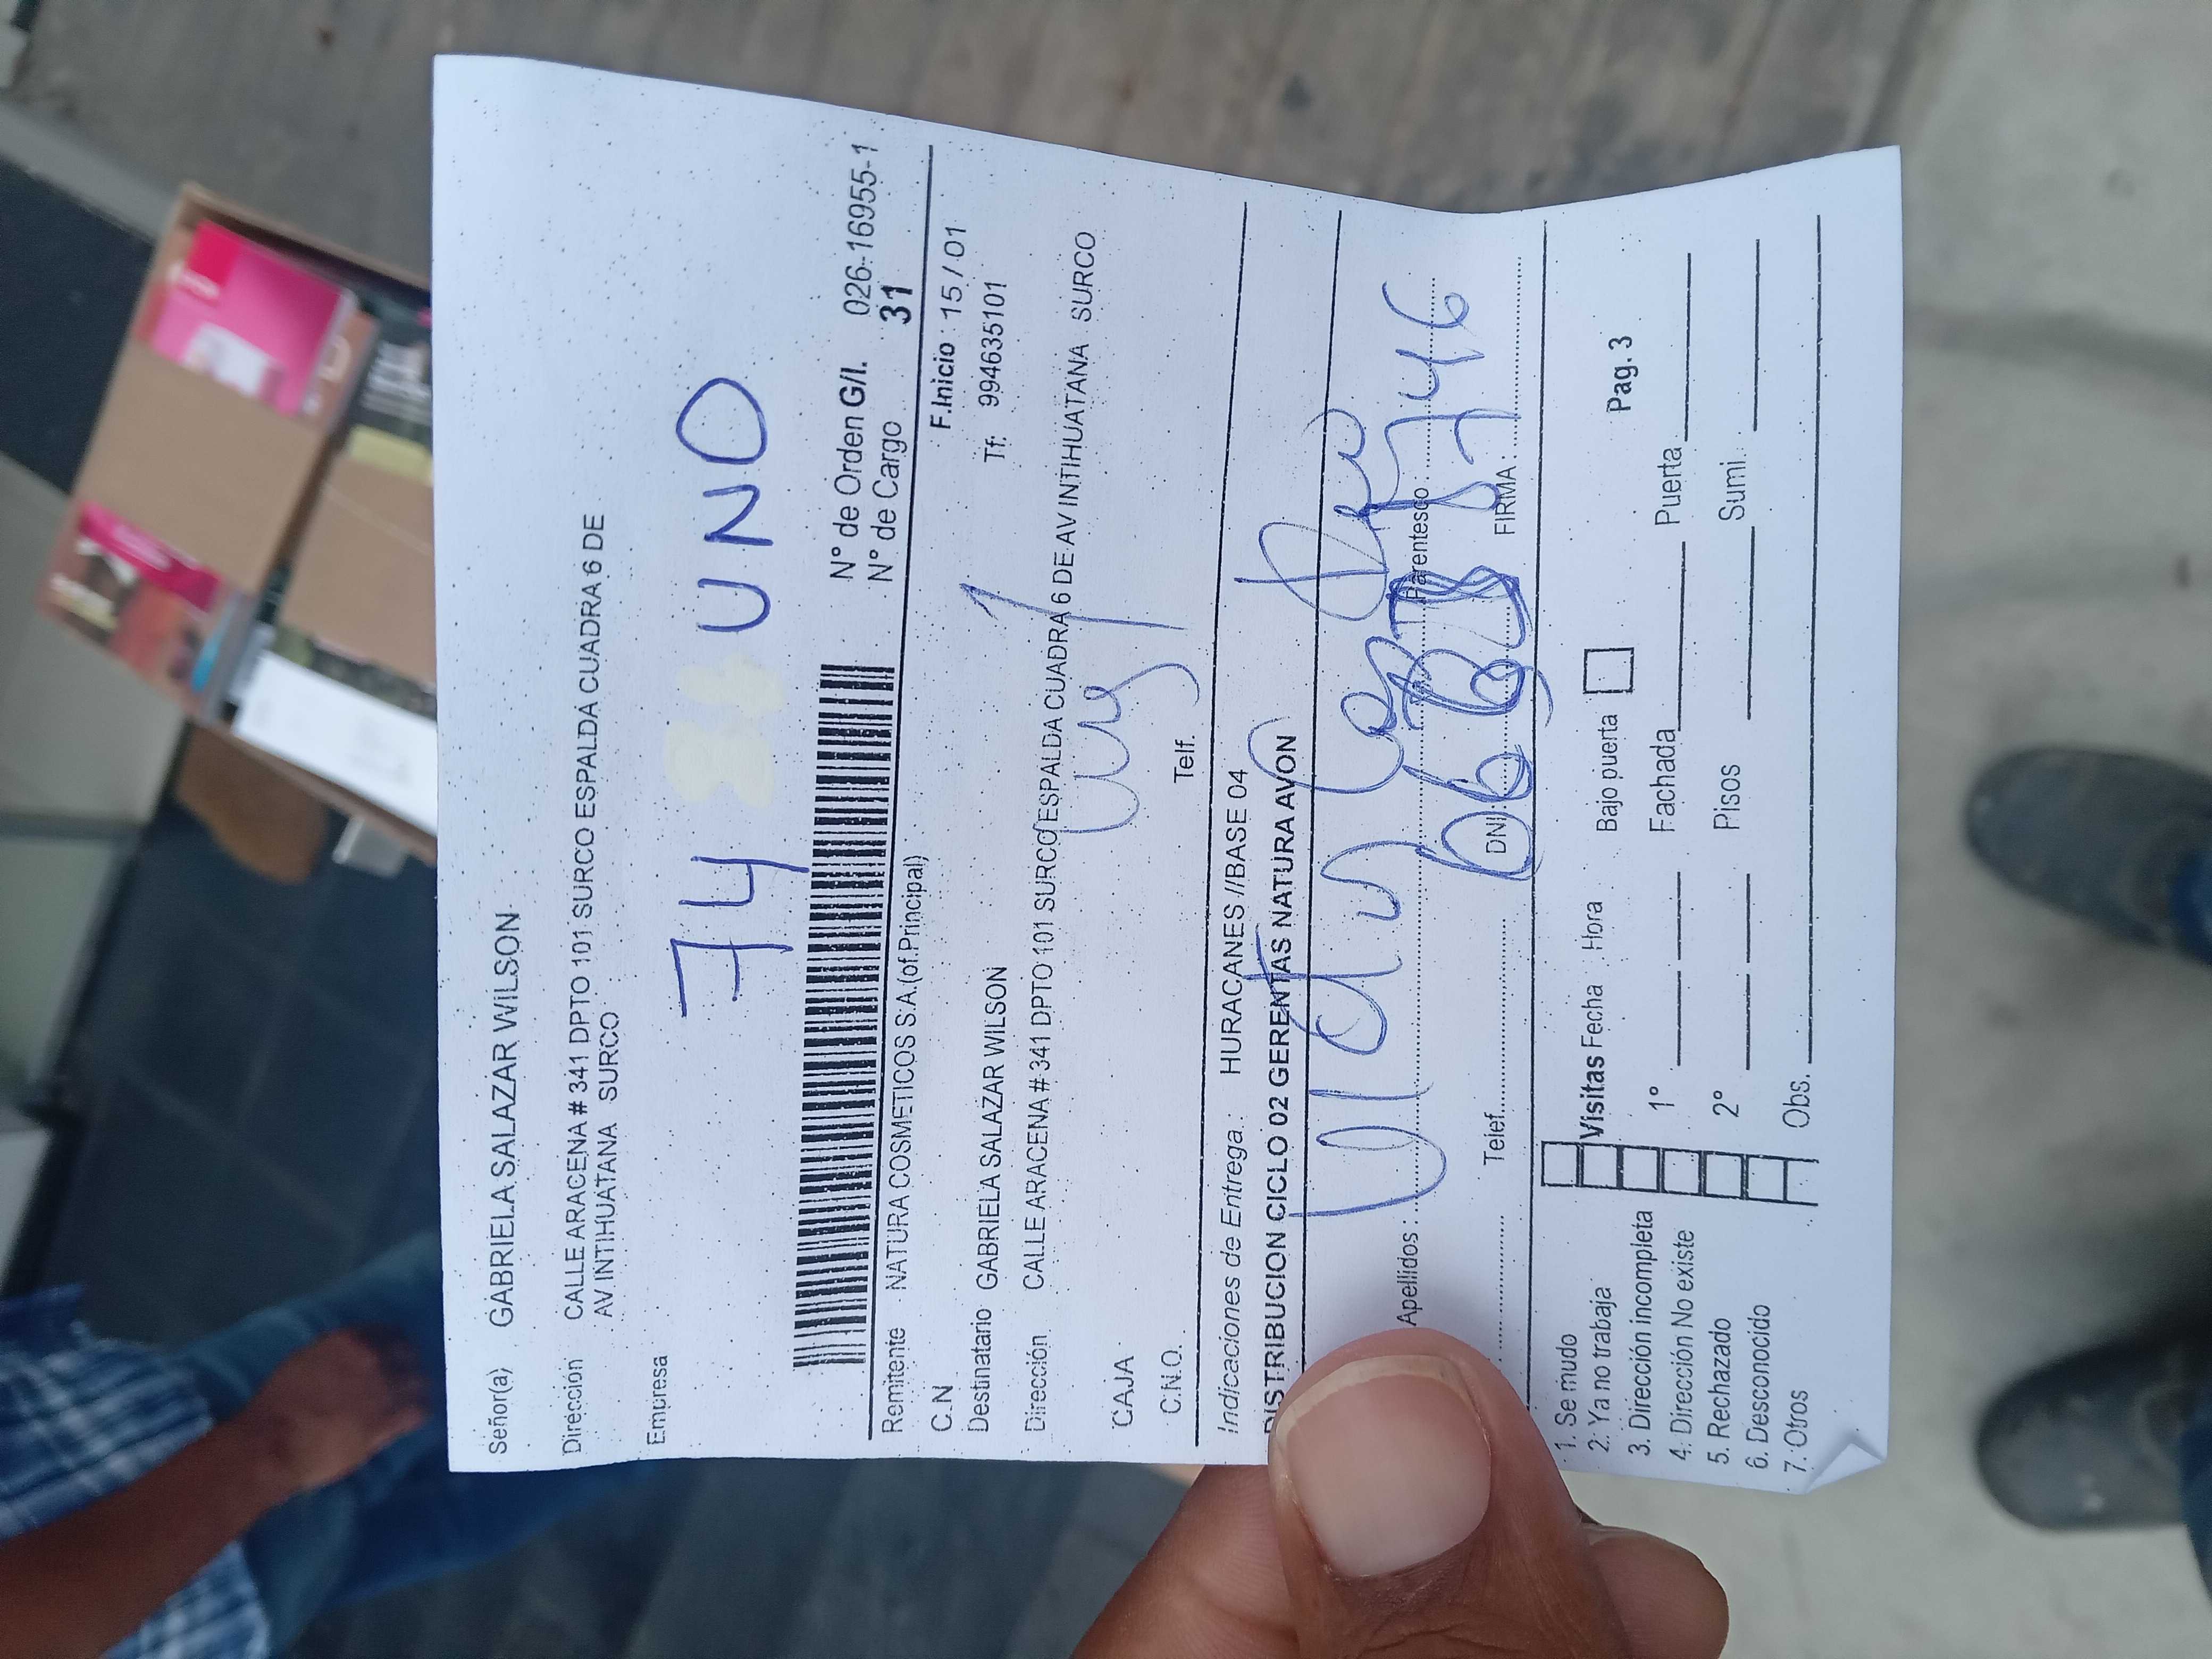 Señor(a) GABRIELA SALAZAR WILSON
Dirección CALLE ARACENA # 341 DPTO 101 SURCO ESPALDA CUADRA 6 DE
AV INTIHUATANA SURCO
Empresa
74 UNO
N° de Orden G/I. 026-16955-1
N° de Cargo 31
Remitente NATURA COSMETICOS S.A.(of.Principal) F.Inicio : 15 / 01
C.N
Destinatario GABRIELA SALAZAR WILSON Tf. 994635101
Dirección CALLE ARACENA # 341 DPTO 101 SURCO ESPALDA CUADRA 6 DE AV INTIHUATANA SURCO
CAJA
C.N.O. Telf.
Indicaciones de Entrega : HURACANES //BASE 04
DISTRIBUCION CICLO 02 GERENTAS NATURA AVON
Apellidos : Parentesco :
Telef. DNI: FIRMA :
1. Se mudo
2. Ya no trabaja
3. Dirección incompleta
4. Dirección No existe
5. Rechazado
6. Desconocido
7. Otros
Visitas Fecha Hora Bajo puerta Pag. 3
1° Fachada Puerta
2° Pisos Sumi.
Obs.